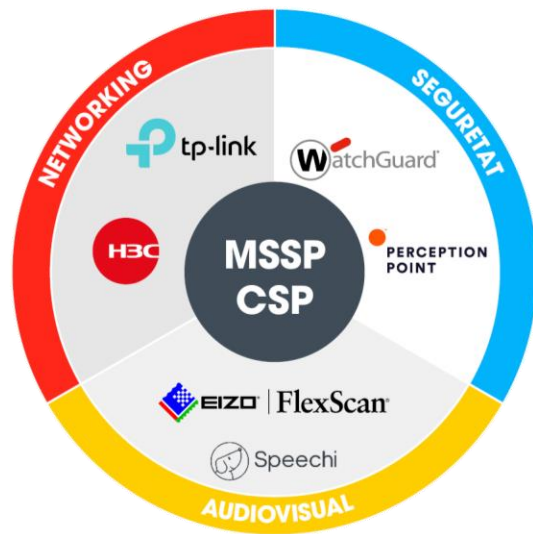 NETWORKING
SEGURETAT
tp-link
WatchGuard®
H3C
MSSP
CSP
PERCEPTION
POINT
EIZO® | FlexScan®
Speechi
AUDIOVISUAL